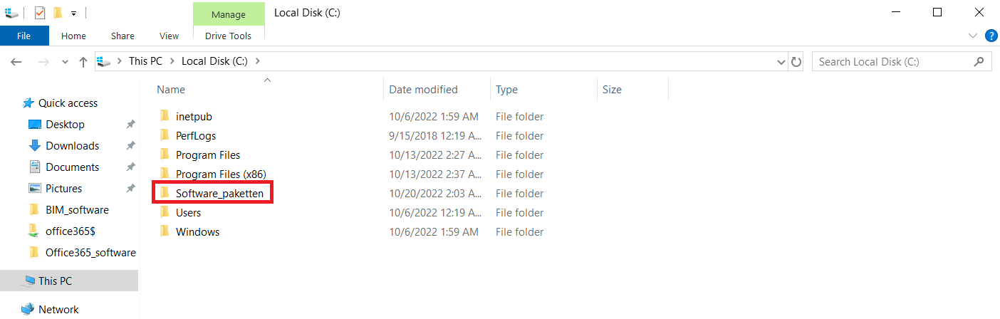 Manage Local Disk (C:)
File Home Share View Drive Tools ?
This PC > Local Disk (C:) > Search Local Disk (C:)
Name Date modified Type Size
Quick access
Desktop
Downloads
Documents
Pictures
BIM_software
office365$
Office365_software
This PC
Network
inetpub 10/6/2022 1:59 AM File folder
PerfLogs 9/15/2018 12:19 A... File folder
Program Files 10/13/2022 2:27 A... File folder
Program Files (x86) 10/13/2022 2:37 A... File folder
Software_paketten 10/20/2022 2:03 A... File folder
Users 10/6/2022 12:19 A... File folder
Windows 10/6/2022 1:59 AM File folder